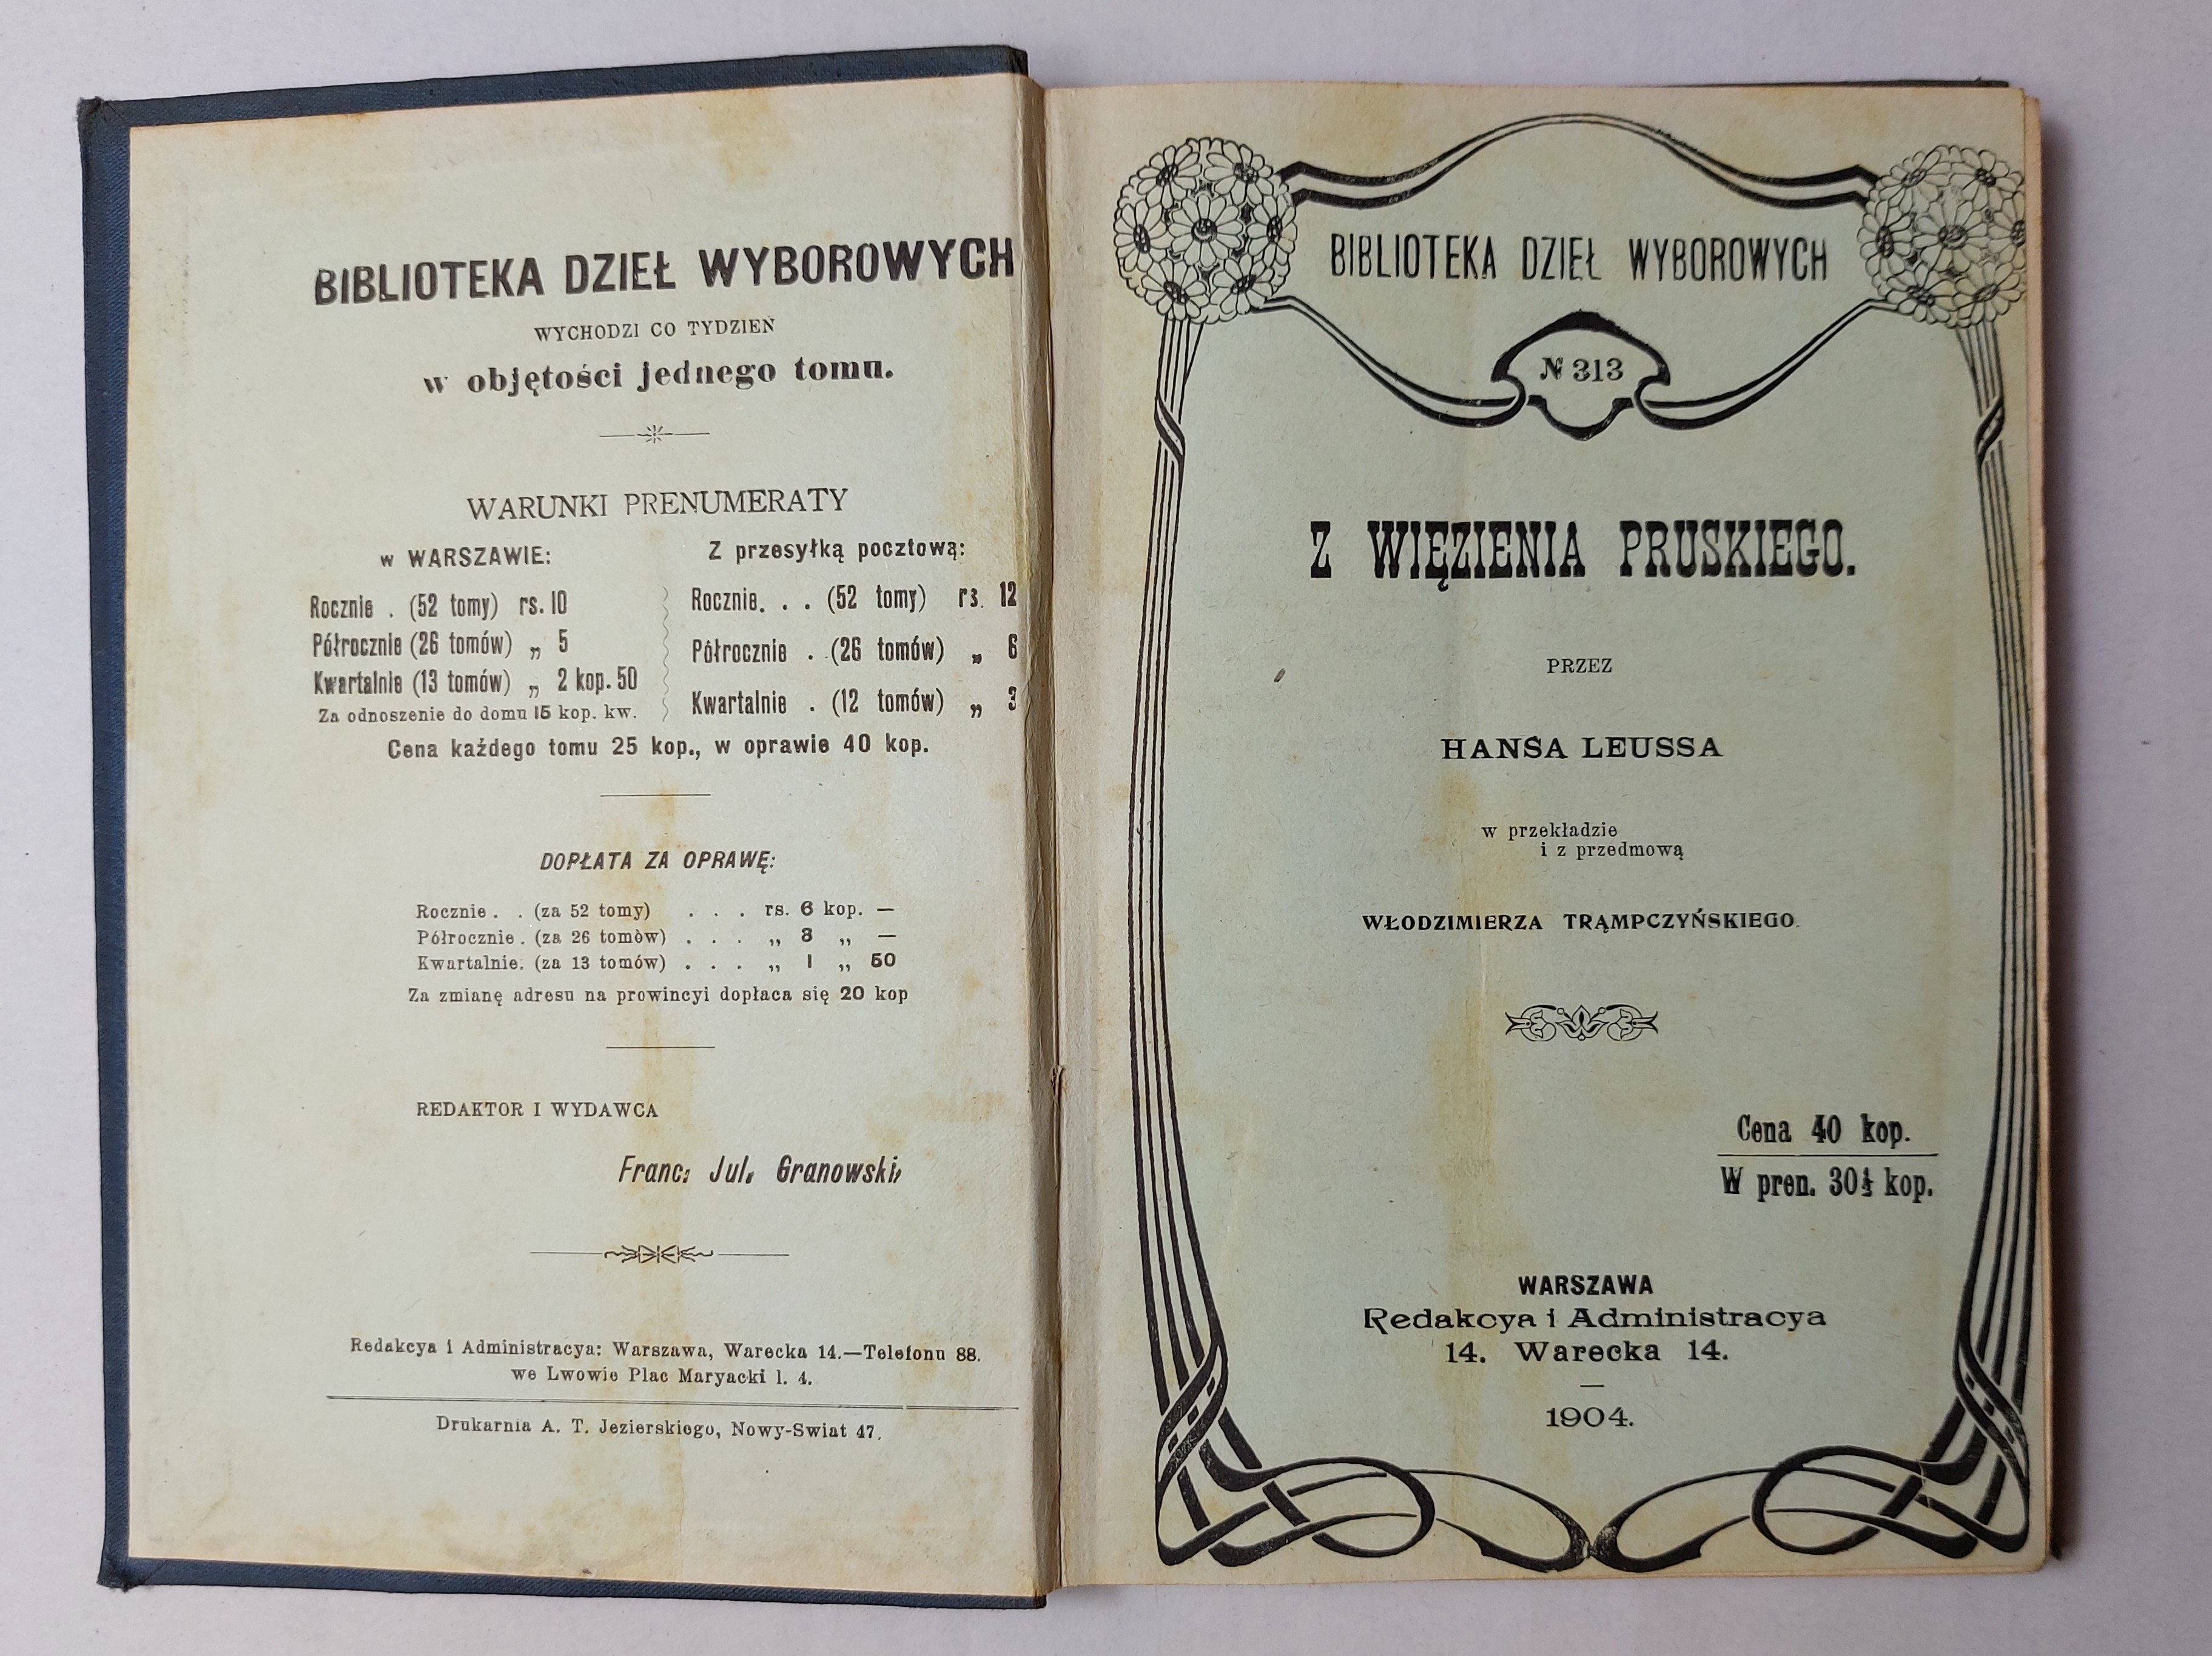 BIBLIOTEKA DZIEŁ WYBOROWYCH
WYCHODZI CO TYDZIEŃ
w objętości jednego tomu.
WARUNKI PRENUMERATY
w WARSZAWIE:
Rocznie . (52 tomy) rs. 10
Półrocznie (26 tomów) „ 5
Kwartalnie (13 tomów) „ 2 kop. 50
Za odnoszenie do domu 15 kop. kw.
Z przesyłką pocztową:
Rocznie. . . (52 tomy) rs. 12
Półrocznie . (26 tomów) „ 6
Kwartalnie . (12 tomów) „ 3
Cena każdego tomu 25 kop., w oprawie 40 kop.
DOPŁATA ZA OPRAWĘ:
Rocznie . . (za 52 tomy) . . . rs. 6 kop. —
Półrocznie . (za 26 tomòw) . . . „ 3 „ —
Kwartalnie. (za 13 tomów) . . . „ 1 „ 50
Za zmianę adresu na prowincyi dopłaca się 20 kop
REDAKTOR I WYDAWCA
Franc: Jul. Granowski,
Redakcya i Administracya: Warszawa, Warecka 14.—Telefonu 88.
we Lwowie Plac Maryacki l. 4.
Drukarnia A. T. Jezierskiego, Nowy-Swiat 47.
BIBLIOTEKA DZIEŁ WYBOROWYCH
№ 313
Z WIĘZIENIA PRUSKIEGO.
PRZEZ
HANSA LEUSSA
w przekładzie
i z przedmową
WŁODZIMIERZA TRĄMPCZYŃSKIEGO.
Cena 40 kop.
W pren. 30½ kop.
WARSZAWA
Redakcya i Administracya
14. Warecka 14.
1904.